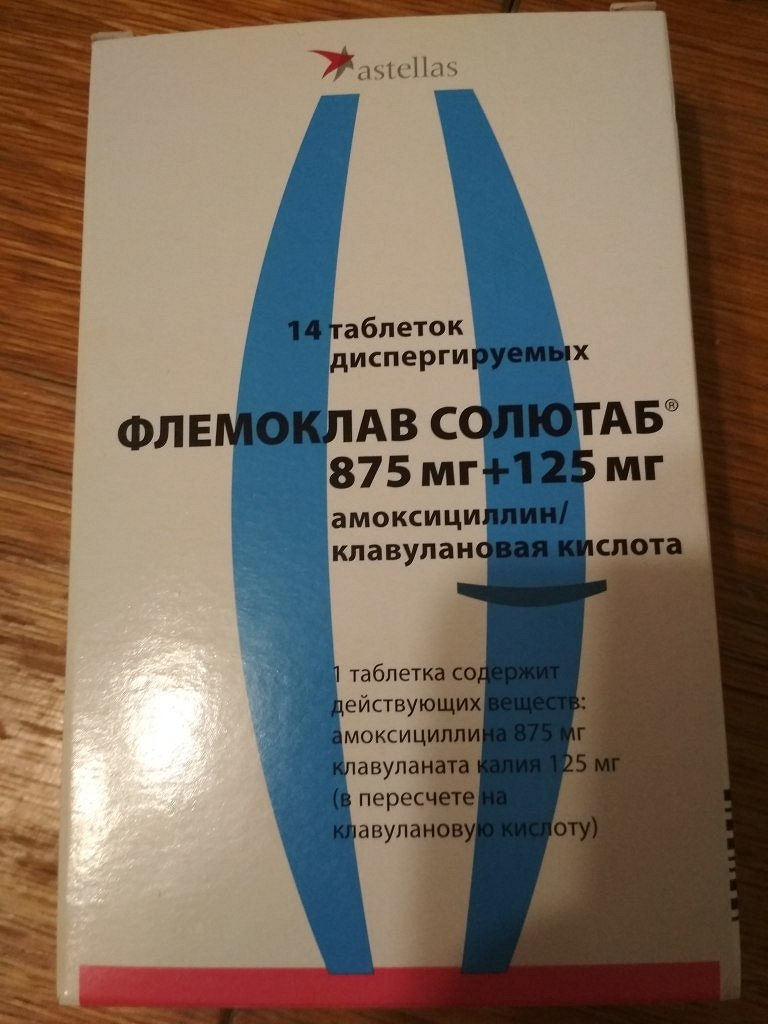 astellas
14 таблеток
диспергируемых
ФЛЕМОКЛАВ СОЛЮТАБ®
875 мг+125 мг
амоксициллин/
клавулановая кислота
1 таблетка содержит
действующих веществ:
амоксициллина 875 мг
клавуланата калия 125 мг
(в пересчете на
клавулановую кислоту)